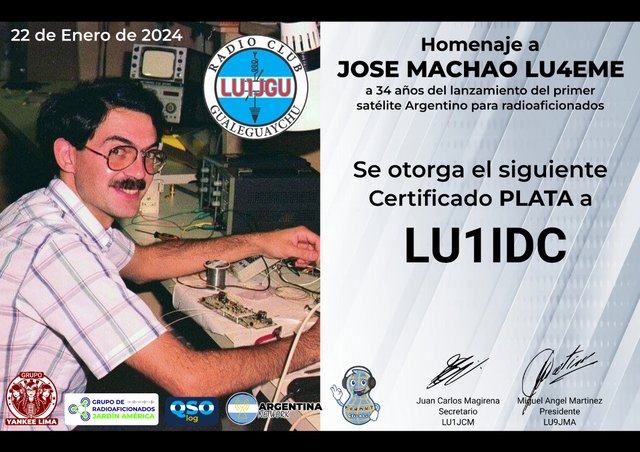 22 de Enero de 2024
RADIO CLUB
LU1JGU
GUALEGUAYCHU
Homenaje a
JOSE MACHAO LU4EME
a 34 años del lanzamiento del primer
satélite Argentino para radioaficionados
Se otorga el siguiente
Certificado PLATA a
LU1IDC
GRUPO
YANKEE LIMA
GRUPO DE
RADIOAFICIONADOS
JARDÍN AMÉRICA
QSO
log
ARGENTINA
NETWORK
Juan Carlos Magirena
Secretario
LU1JCM
Miguel Angel Martinez
Presidente
LU9JMA